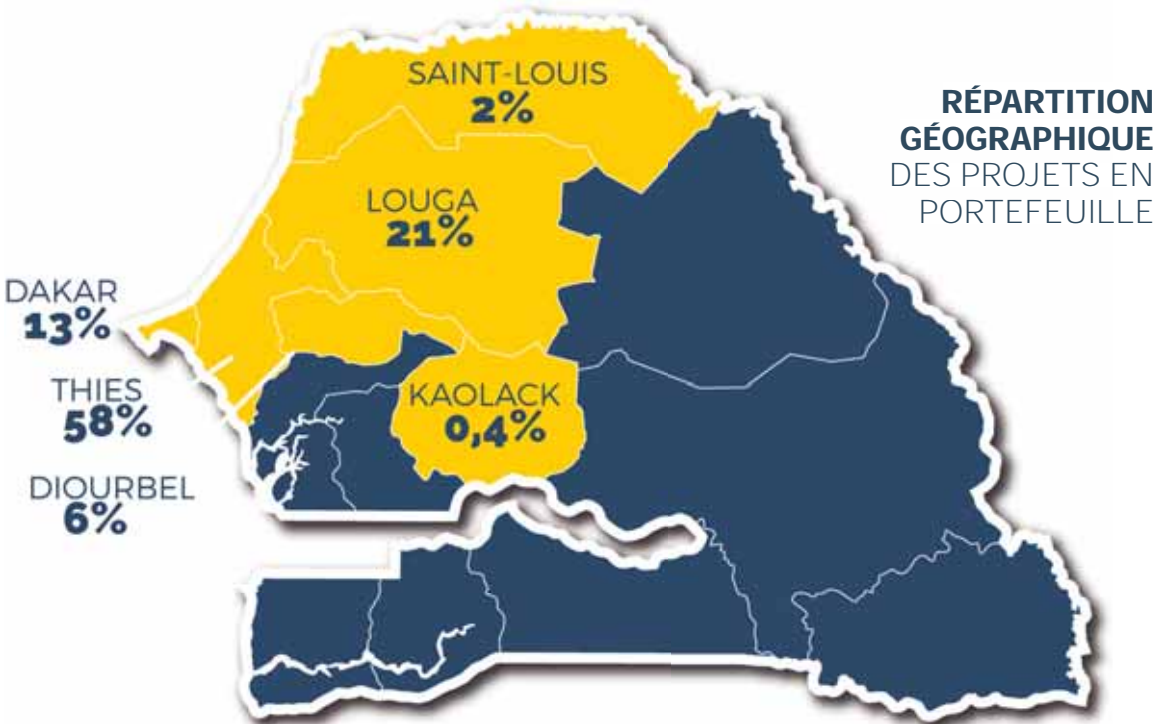 RÉPARTITION
GÉOGRAPHIQUE
DES PROJETS EN
PORTEFEUILLE
SAINT-LOUIS
2%
LOUGA
21%
DAKAR
13%
THIES
58%
KAOLACK
0,4%
DIOURBEL
6%